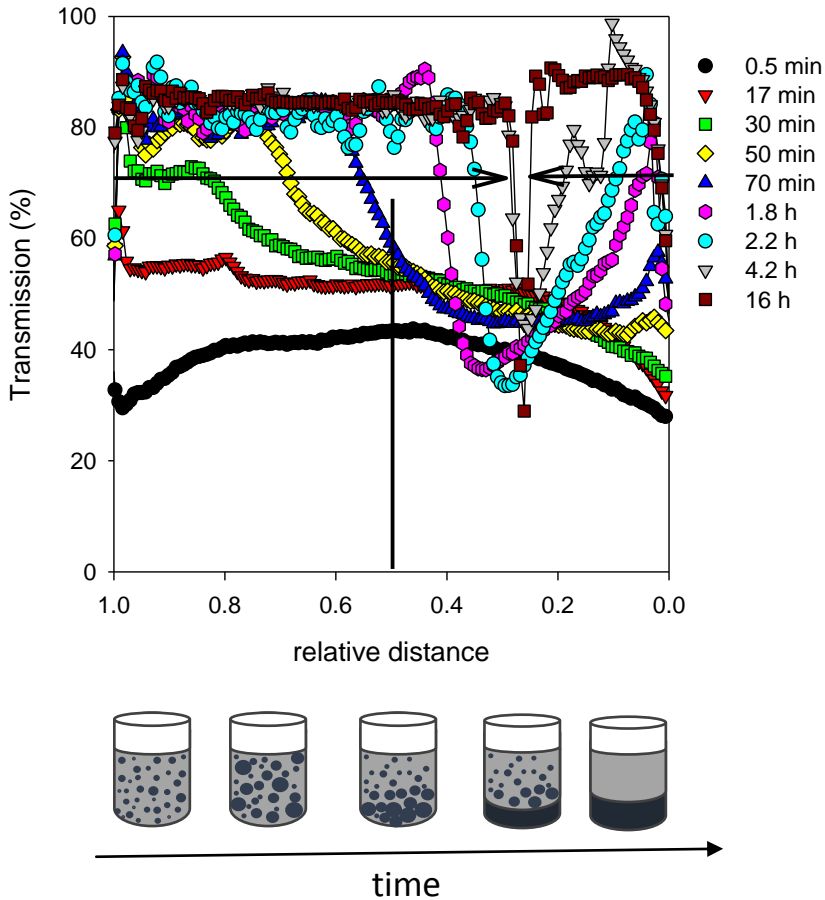 100
80
60
40
20
0
Transmission (%)
1.0 0.8 0.6 0.4 0.2 0.0
relative distance
0.5 min
17 min
30 min
50 min
70 min
1.8 h
2.2 h
4.2 h
16 h
time